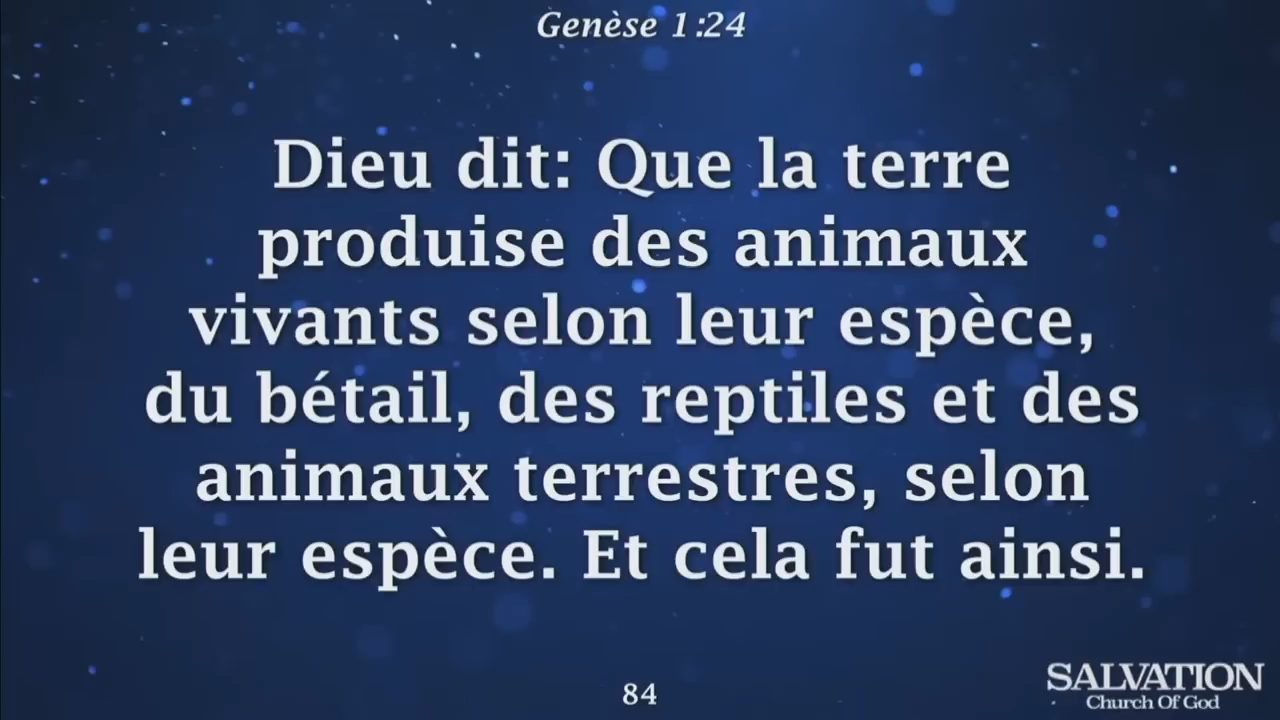 Genèse 1:24
Dieu dit: Que la terre
produise des animaux
vivants selon leur espèce,
du bétail, des reptiles et des
animaux terrestres, selon
leur espèce. Et cela fut ainsi.
84
SALVATION
Church Of God